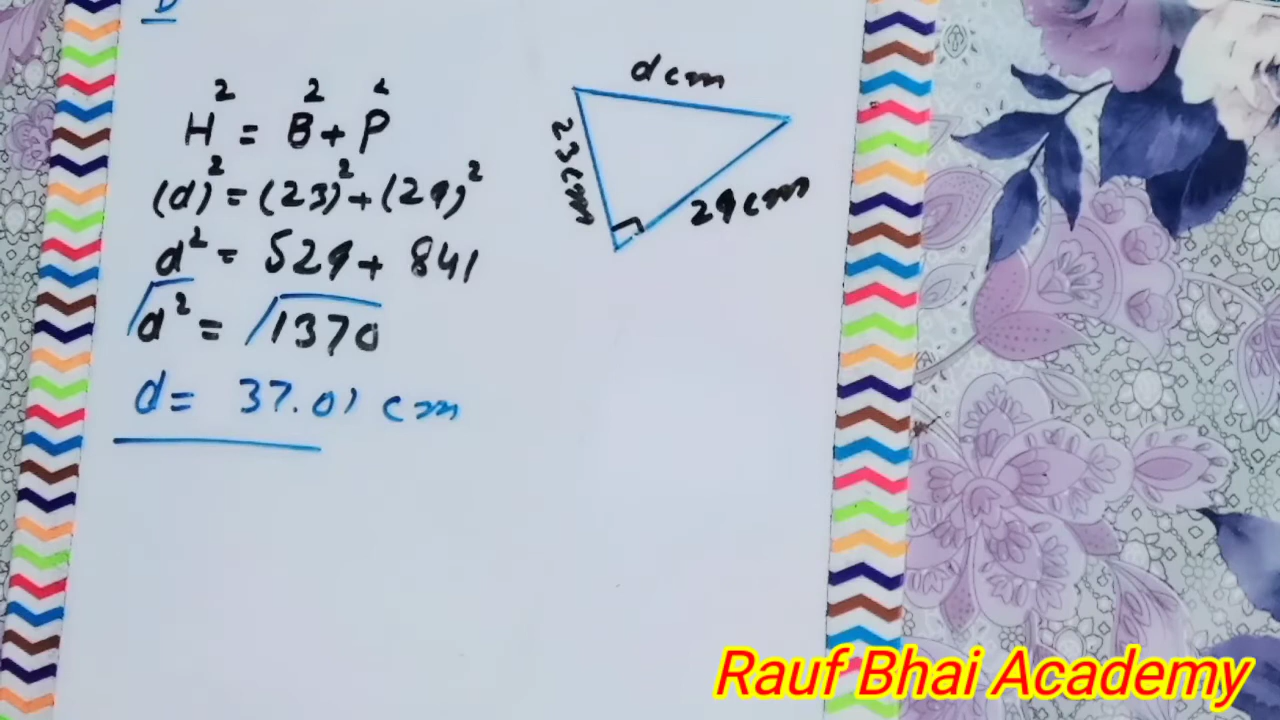 H² = B² + P²
(d)² = (23)² + (29)²
d² = 529 + 841
√d² = √1370
d = 37.01 cm
d cm
23 cm
29 cm
Rauf Bhai Academy